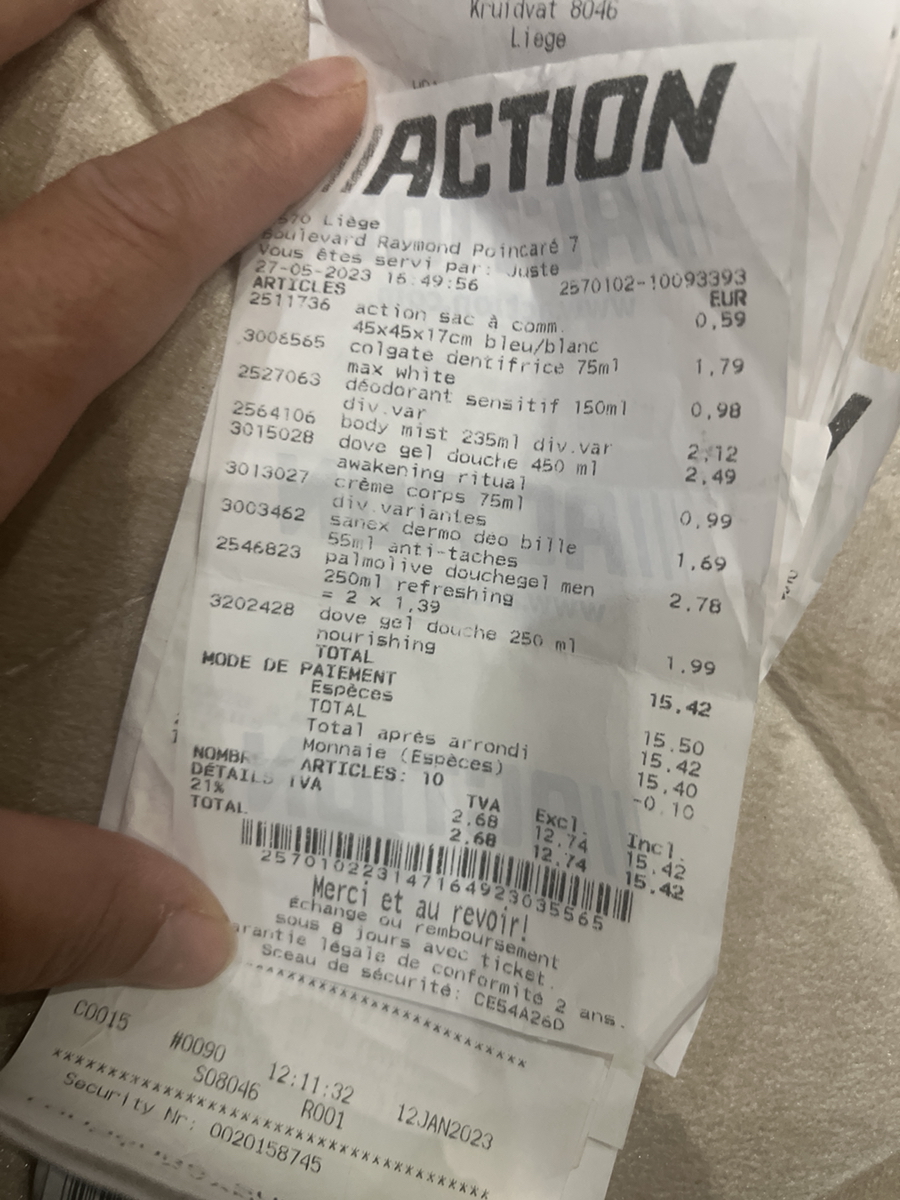 Kruidvat 8046
Liege
ACTION
Liège
Boulevard Raymond Poincaré 7
Vous êtes servi par: Juste
27-05-2023 16:49:56 2570102-10093393
ARTICLES EUR
2511736 action sac à comm. 0,59
45x45x17cm bleu/blanc
3006565 colgate dentifrice 75ml 1,79
max white
2527063 déodorant sensitif 150ml 0,98
div.var
2564106 body mist 235ml div.var 2,12
3015028 dove gel douche 450 ml 2,49
awakening ritual
3013027 crème corps 75ml 0,99
div.variantes
3003462 sanex dermo déo bille 1,69
55ml anti-taches
2546823 palmolive douchegel men 2,78
250ml refreshing
= 2 x 1,39
3202428 dove gel douche 250 ml 1,99
nourishing
TOTAL 15,42
MODE DE PAIEMENT
Espèces 15.50
TOTAL 15.42
Total après arrondi 15.40
Monnaie (Espèces) -0.10
ARTICLES: 10
DÉTAILS TVA TVA Excl. Incl.
21% 2.68 12.74 15.42
TOTAL 2.68 12.74 15.42
257010223147164923035565
Merci et au revoir!
Échange ou remboursement
sous 8 jours avec ticket.
légale de conformité 2 ans.
Sceau de sécurité: CE54A26D
*********************************
C0015 #0090 12:11:32 12JAN2023
S08046 R001
*********************************
Security Nr: 0020158745
*********************************